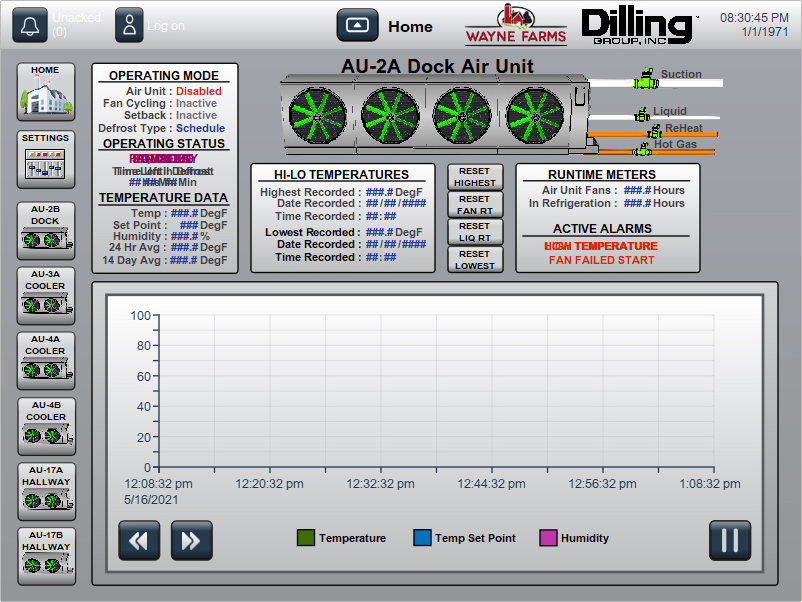 Unacked
(0)
Log on
Home
WAYNE FARMS
Dilling
GROUP, INC
08:30:45 PM
1/1/1971
HOME
SETTINGS
AU-2B
DOCK
AU-3A
COOLER
AU-4A
COOLER
AU-4B
COOLER
AU-17A
HALLWAY
AU-17B
HALLWAY
OPERATING MODE
Air Unit : Disabled
Fan Cycling : Inactive
Setback : Inactive
Defrost Type : Schedule
OPERATING STATUS
Min
TEMPERATURE DATA
Temp : ###.# DegF
Set Point : ### DegF
Humidity : ###.# %
24 Hr Avg : ###.# DegF
14 Day Avg : ###.# DegF
AU-2A Dock Air Unit
Suction
Liquid
ReHeat
Hot Gas
HI-LO TEMPERATURES
Highest Recorded : ###.# DegF
Date Recorded : ##/##/####
Time Recorded : ##:##
Lowest Recorded : ###.# DegF
Date Recorded : ##/##/####
Time Recorded : ##:##
RESET
HIGHEST
RESET
FAN RT
RESET
LIQ RT
RESET
LOWEST
RUNTIME METERS
Air Unit Fans : ###.# Hours
In Refrigeration : ###.# Hours
ACTIVE ALARMS
TEMPERATURE
FAN FAILED START
100
80
60
40
20
0
12:08:32 pm
12:20:32 pm
12:32:32 pm
12:44:32 pm
12:56:32 pm
1:08:32 pm
5/16/2021
Temperature
Temp Set Point
Humidity